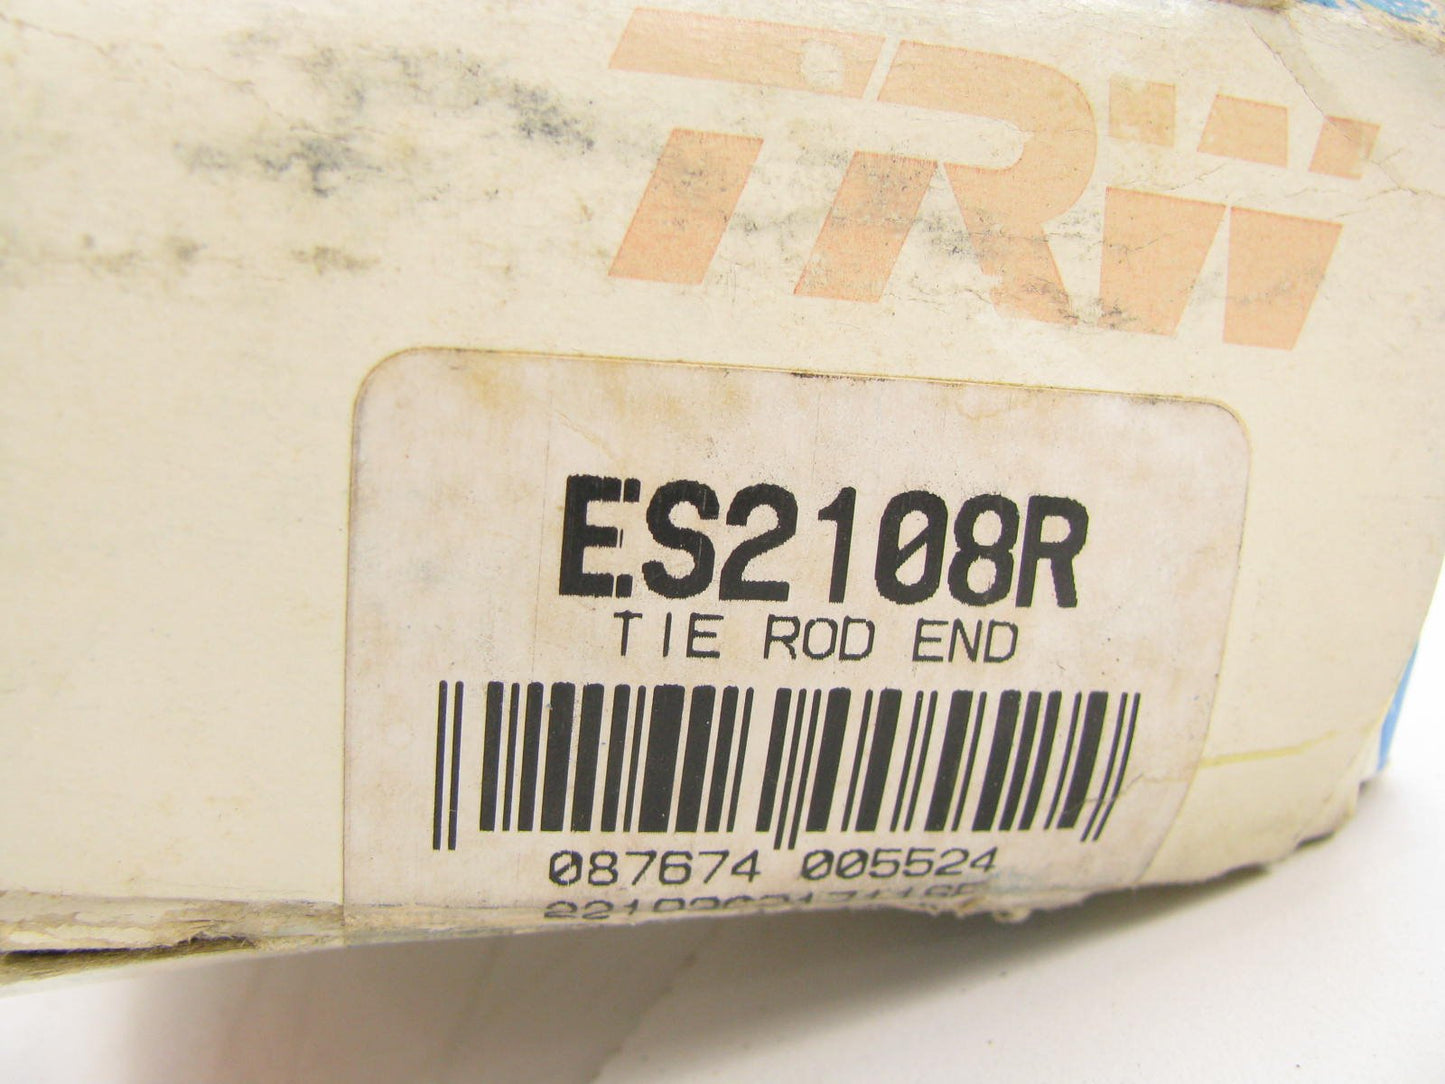 TRW
ES2108R
TIE ROD END
087674 005524